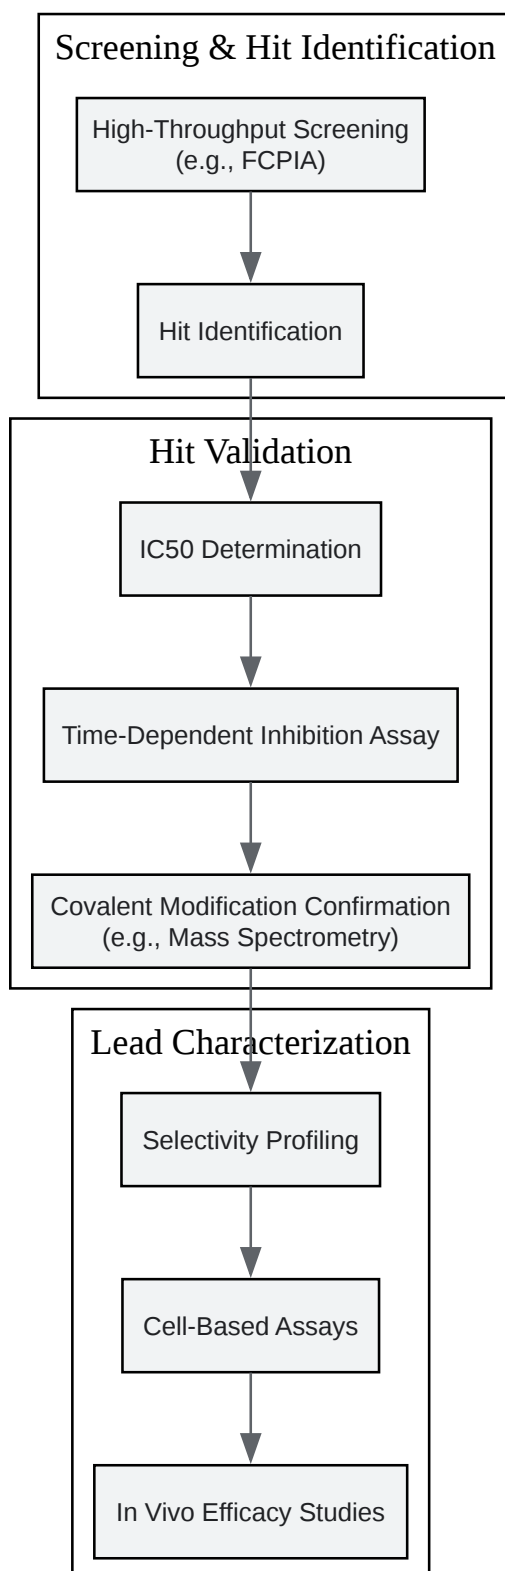 Screening & Hit Identification
High-Throughput Screening
(e.g., FCPIA)
Hit Identification
Hit Validation
IC50 Determination
Time-Dependent Inhibition Assay
Covalent Modification Confirmation
(e.g., Mass Spectrometry)
Lead Characterization
Selectivity Profiling
Cell-Based Assays
In Vivo Efficacy Studies